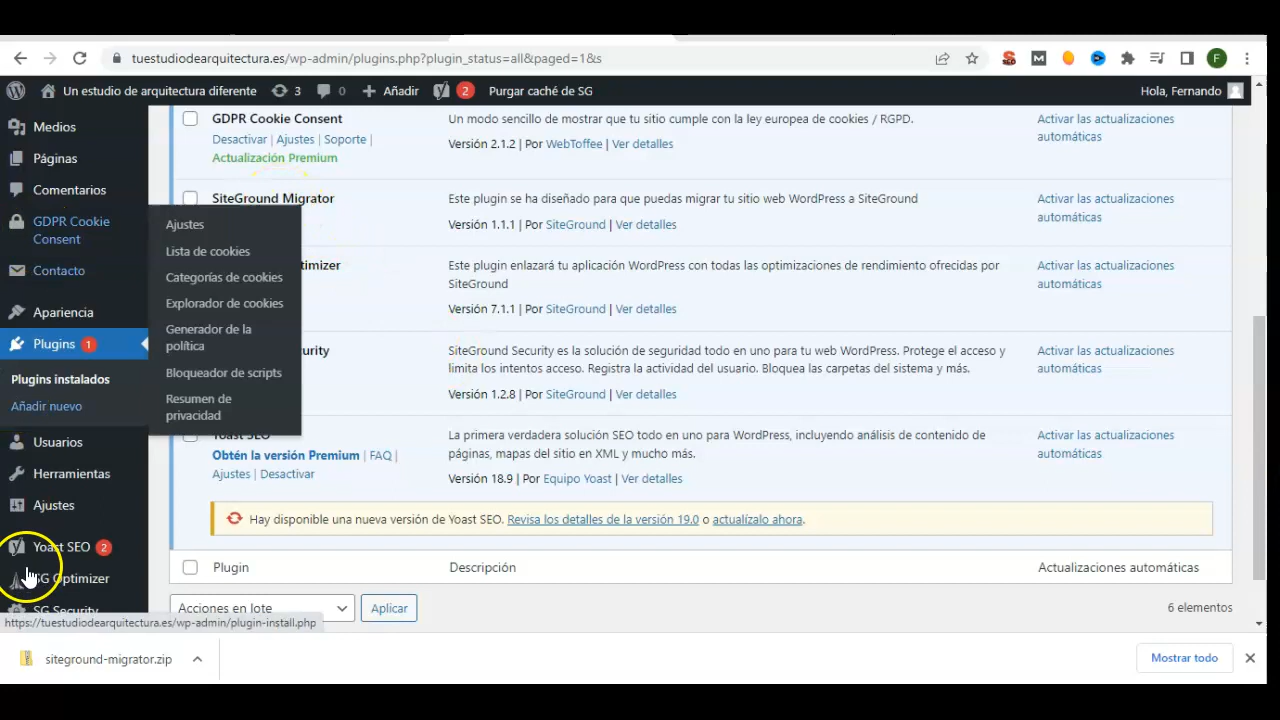 tuestudiodearquitectura.es/wp-admin/plugins.php?plugin_status=all&paged=1&s
M
F
Un estudio de arquitectura diferente
3
0
Añadir
2
Purgar caché de SG
Hola, Fernando
Medios
Páginas
Comentarios
GDPR Cookie
Consent
Contacto
Apariencia
Plugins 1
Plugins instalados
Añadir nuevo
Usuarios
Herramientas
Ajustes
Yoast SEO 2
SG Optimizer
SG Security
Ajustes
Lista de cookies
Categorías de cookies
Explorador de cookies
Generador de la
política
Bloqueador de scripts
Resumen de
privacidad
GDPR Cookie Consent
Desactivar | Ajustes | Soporte |
Actualización Premium
Un modo sencillo de mostrar que tu sitio cumple con la ley europea de cookies / RGPD.
Versión 2.1.2 | Por WebToffee | Ver detalles
Activar las actualizaciones
automáticas
SiteGround Migrator
Este plugin se ha diseñado para que puedas migrar tu sitio web WordPress a SiteGround
Versión 1.1.1 | Por SiteGround | Ver detalles
Activar las actualizaciones
automáticas
timizer
Este plugin enlazará tu aplicación WordPress con todas las optimizaciones de rendimiento ofrecidas por
SiteGround
Versión 7.1.1 | Por SiteGround | Ver detalles
Activar las actualizaciones
automáticas
urity
SiteGround Security es la solución de seguridad todo en uno para tu web WordPress. Protege el acceso y
limita los intentos acceso. Registra la actividad del usuario. Bloquea las carpetas del sistema y más.
Versión 1.2.8 | Por SiteGround | Ver detalles
Activar las actualizaciones
automáticas
Yoast SEO
Obtén la versión Premium | FAQ |
Ajustes | Desactivar
La primera verdadera solución SEO todo en uno para WordPress, incluyendo análisis de contenido de
páginas, mapas del sitio en XML y mucho más.
Versión 18.9 | Por Equipo Yoast | Ver detalles
Activar las actualizaciones
automáticas
Hay disponible una nueva versión de Yoast SEO. Revisa los detalles de la versión 19.0 o actualízalo ahora.
Plugin
Descripción
Actualizaciones automáticas
Acciones en lote
Aplicar
6 elementos
https://tuestudiodearquitectura.es/wp-admin/plugin-install.php
siteground-migrator.zip
Mostrar todo